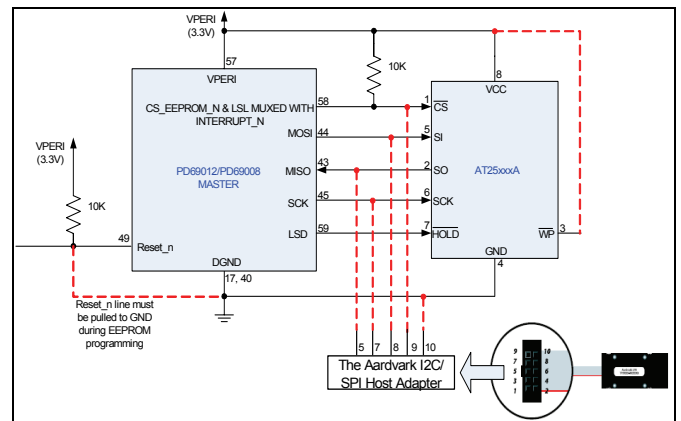 VPERI
(3.3V)
57
VPERI
10K
8
VCC
CS_EEPROM_N & LSL MUXED WITH
INTERRUPT_N
58
1
CS
MOSI
44
5
SI
VPERI
(3.3V)
PD69012/PD69008
MASTER
MISO
43
2
SO
AT25xxxA
10K
SCK
45
6
SCK
49
Reset_n
LSD
59
7
HOLD
WP
3
DGND
17, 40
GND
4
Reset_n line must
be pulled to GND
during EEPROM
programming
5
7
8
9
10
The Aardvark I2C/
SPI Host Adapter
9
10
7
8
5
6
3
4
1
2